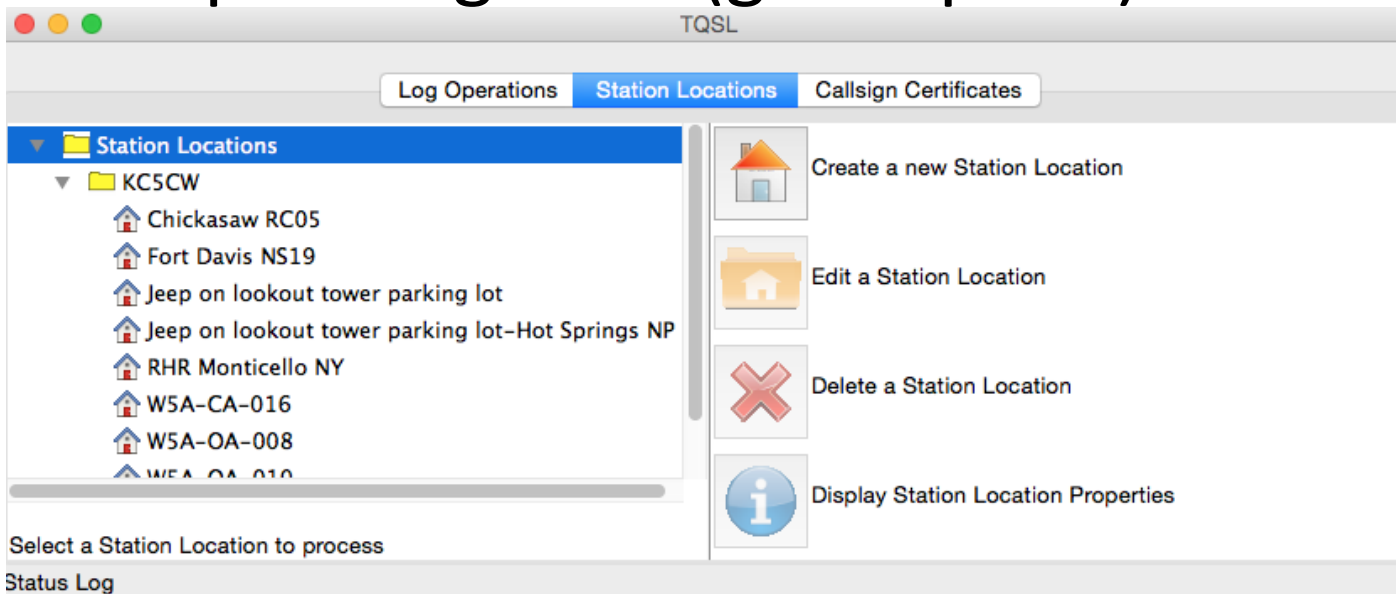 TQSL
Log Operations Station Locations Callsign Certificates
Station Locations
KC5CW
Chickasaw RC05
Fort Davis NS19
Jeep on lookout tower parking lot
Jeep on lookout tower parking lot-Hot Springs NP
RHR Monticello NY
W5A-CA-016
W5A-OA-008
W5A-OA-010
Select a Station Location to process
Create a new Station Location
Edit a Station Location
Delete a Station Location
Display Station Location Properties
Status Log